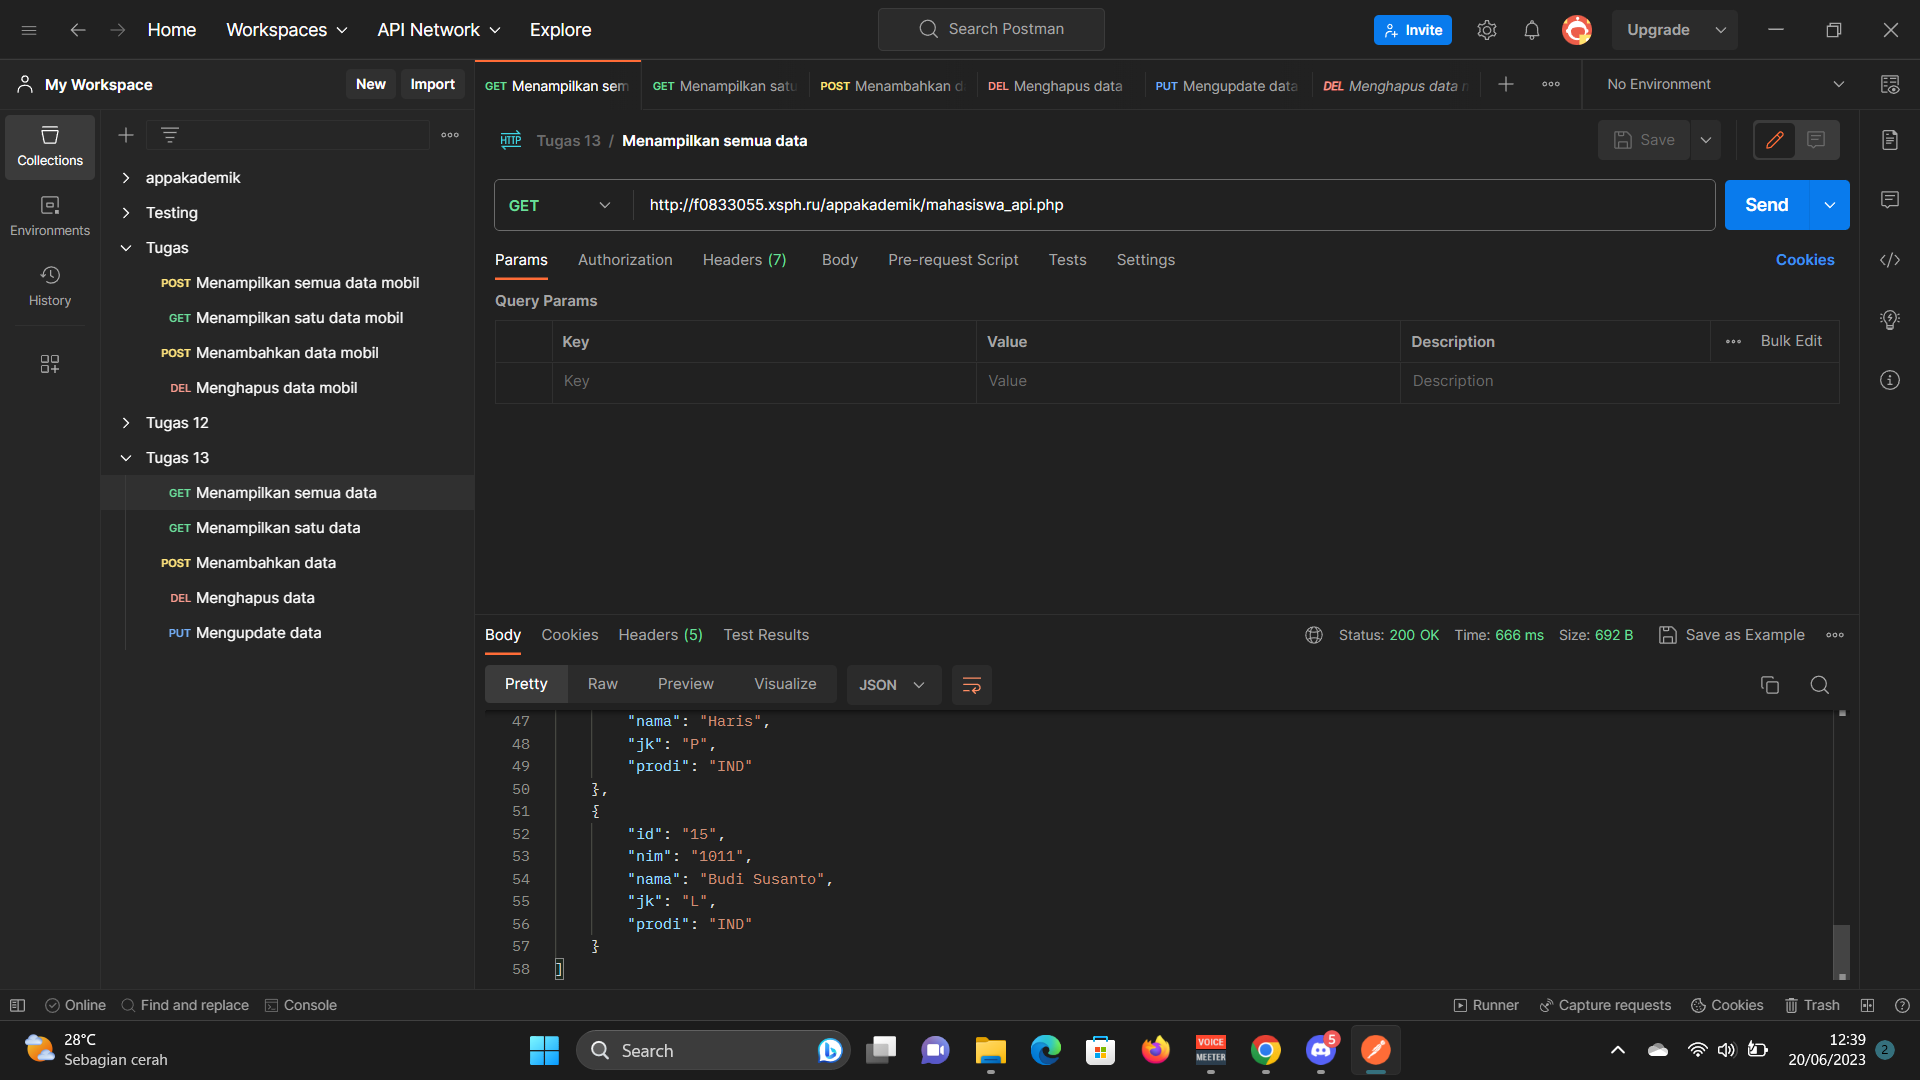 Home
Workspaces
API Network
Explore
Search Postman
Invite
Upgrade
My Workspace
New
Import
GET Menampilkan sem
GET Menampilkan satu
POST Menambahkan d
DEL Menghapus data
PUT Mengupdate data
DEL Menghapus data
No Environment
Collections
Environments
History
appakademik
Testing
Tugas
POST Menampilkan semua data mobil
GET Menampilkan satu data mobil
POST Menambahkan data mobil
DEL Menghapus data mobil
Tugas 12
Tugas 13
GET Menampilkan semua data
GET Menampilkan satu data
POST Menambahkan data
DEL Menghapus data
PUT Mengupdate data
HTTP Tugas 13 / Menampilkan semua data
Save
GET
http://f0833055.xsph.ru/appakademik/mahasiswa_api.php
Send
Params
Authorization
Headers (7)
Body
Pre-request Script
Tests
Settings
Cookies
Query Params
Key
Value
Description
Bulk Edit
Key
Value
Description
Body
Cookies
Headers (5)
Test Results
Status: 200 OK
Time: 666 ms
Size: 692 B
Save as Example
Pretty
Raw
Preview
Visualize
JSON
47 "nama": "Haris",
48 "jk": "P",
49 "prodi": "IND"
50 },
51 {
52 "id": "15",
53 "nim": "1011",
54 "nama": "Budi Susanto",
55 "jk": "L",
56 "prodi": "IND"
57 }
58 ]
Online
Find and replace
Console
Runner
Capture requests
Cookies
Trash
28°C
Sebagian cerah
Search
VOICE
MEETER
5
12:39
20/06/2023
2